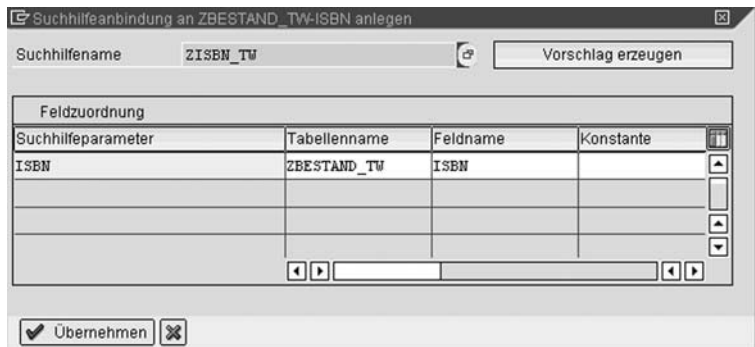 Suchhilfeanbindung an ZBESTAND_TW-ISBN anlegen
Suchhilfename ZISBN_TW Vorschlag erzeugen
Feldzuordnung
Suchhilfeparameter Tabellenname Feldname Konstante
ISBN ZBESTAND_TW ISBN
Übernehmen